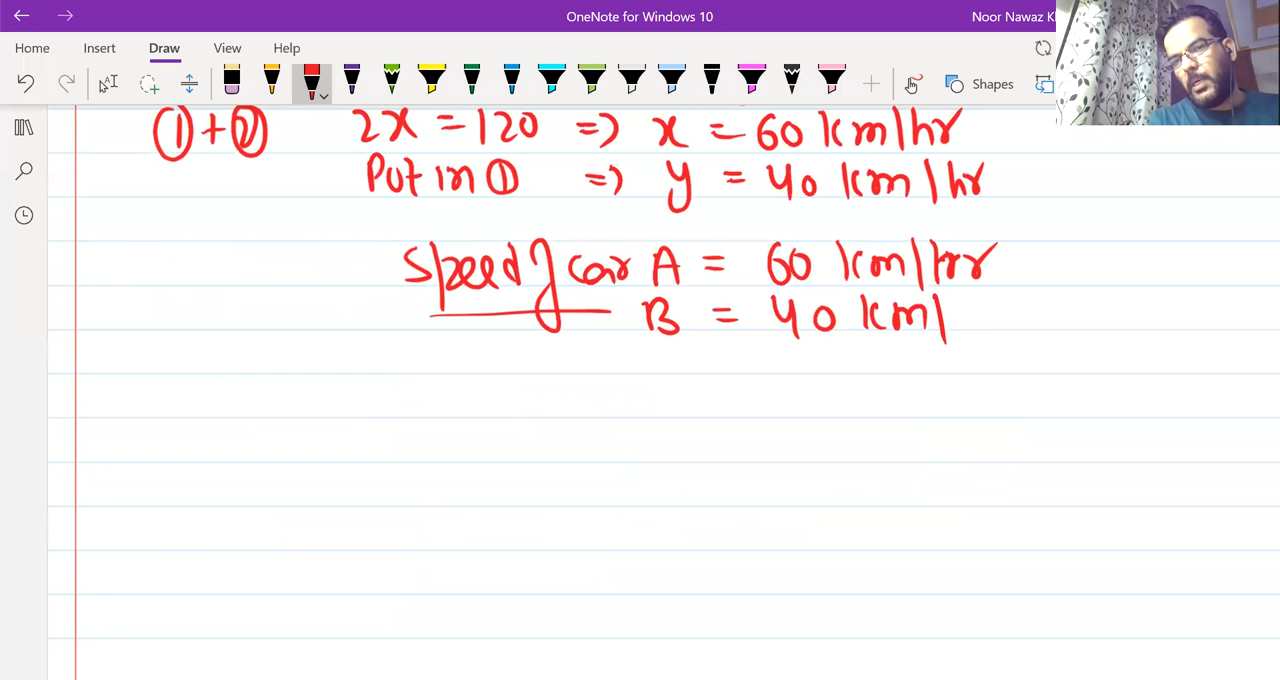 OneNote for Windows 10
Noor Nawaz Kh
Home Insert Draw View Help
Shapes
① + ② 2x = 120 => x = 60 km/hr
Put in ① => y = 40 km/hr
Speed of car A = 60 km/hr
B = 40 km/